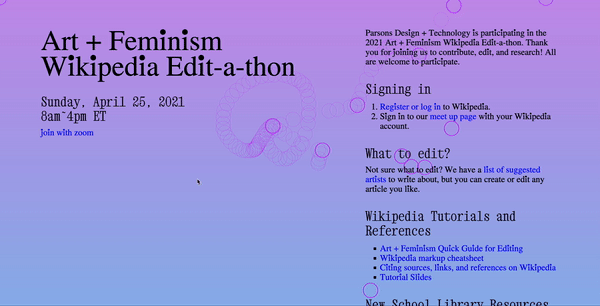 Art + Feminism
Wikipedia Edit-a-thon
Sunday, April 25, 2021
8am~4pm ET
join with zoom
Parsons Design + Technology is participating in the
2021 Art + Feminism Wikipedia Edit-a-thon. Thank
you for joining us to contribute, edit, and research! All
are welcome to participate.
Signing in
1. Register or log in to Wikipedia.
2. Sign in to our meet up page with your Wikipedia
account.
What to edit?
Not sure what to edit? We have a list of suggested
artists to write about, but you can create or edit any
article you like.
Wikipedia Tutorials and
References
Art + Feminism Quick Guide for Editing
Wikipedia markup cheatsheet
Citing sources, links, and references on Wikipedia
Tutorial Slides
New School Library Resources